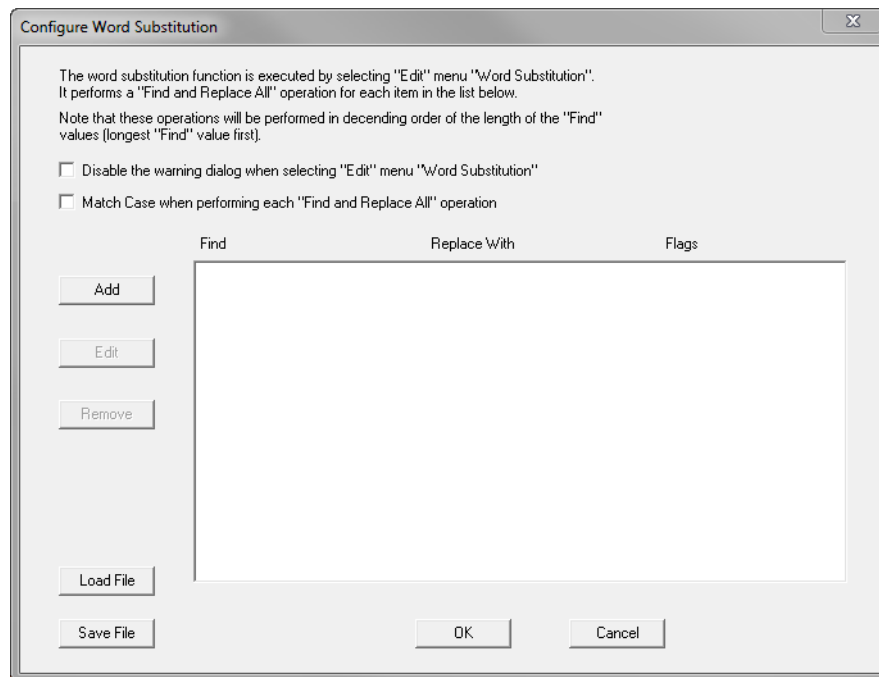 Configure Word Substitution
The word substitution function is executed by selecting "Edit" menu "Word Substitution".
It performs a "Find and Replace All" operation for each item in the list below.
Note that these operations will be performed in decending order of the length of the "Find"
values (longest "Find" value first).
Disable the warning dialog when selecting "Edit" menu "Word Substitution"
Match Case when performing each "Find and Replace All" operation
Find Replace With Flags
Add
Edit
Remove
Load File
Save File OK Cancel